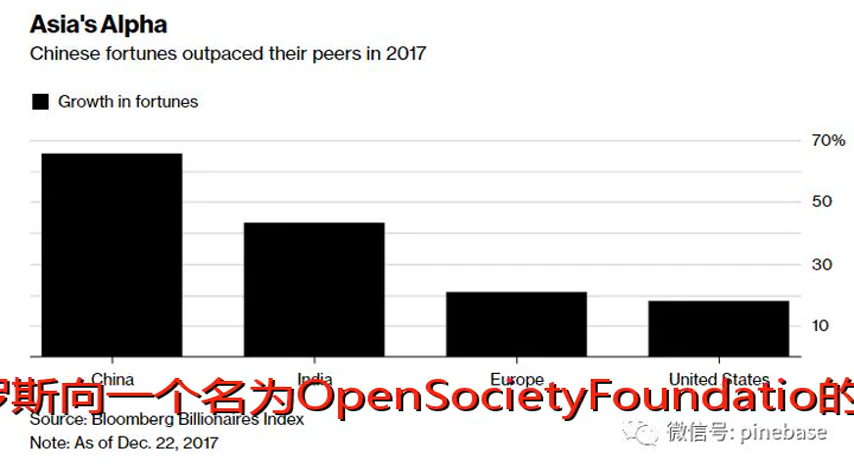 Asia's Alpha
Chinese fortunes outpaced their peers in 2017
Growth in fortunes
70%
50
30
10
China India Europe United States
罗斯向一个名为OpenSocietyFoundatio的
Source: Bloomberg Billionaires Index
Note: As of Dec. 22, 2017
微信号: pinebase